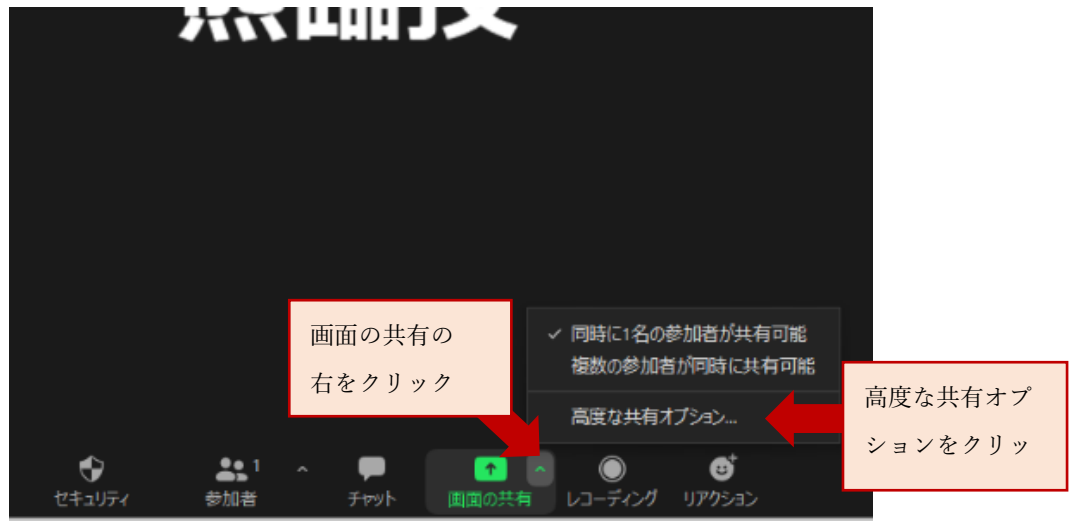 画面の共有の
右をクリック
✓ 同時に1名の参加者が共有可能
複数の参加者が同時に共有可能
高度な共有オプション...
高度な共有オプ
ションをクリッ
1
セキュリティ
参加者
チャット
画面の共有
レコーディング
リアクション